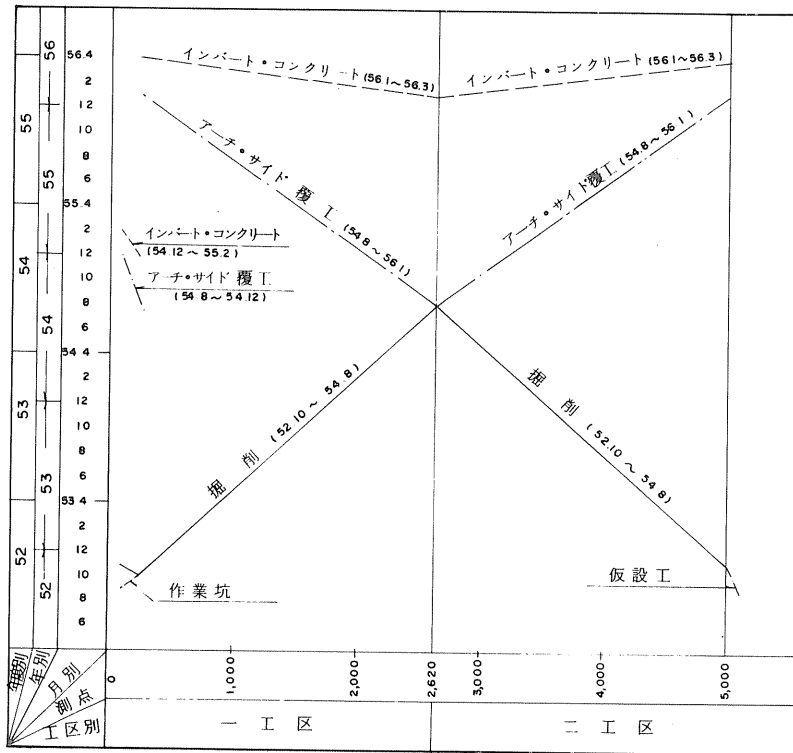 56
55
54
53
52
55
54
53
52
56.4
2
12
10
8
6
55.4
2
12
10
8
6
54 4
2
12
10
8
6
53 4
2
12
10
8
6
インバート・コンクリート (56.1~56.3)
インバート・コンクリート (561~56.3)
アーチ・サイド 覆工 (54.8~561)
アーチ・サイド覆工 (54.8~561)
インバート・コンクリート
(54.12~55.2)
アーチ・サイド覆工
(54.8~54.12)
掘削 (52.10~54.8)
掘削 (52.10~548)
作業坑
仮設工
年度別
年別
月別
測点
工区別
0
1,000
2,000
2,620
3,000
4,000
5,000
一工区
二工区